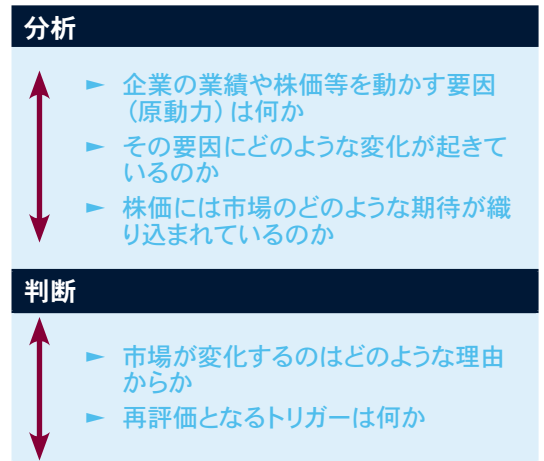 分析
► 企業の業績や株価等を動かす要因
（原動力）は何か
► その要因にどのような変化が起きて
いるのか
► 株価には市場のどのような期待が織
り込まれているのか
判断
► 市場が変化するのはどのような理由
からか
► 再評価となるトリガーは何か